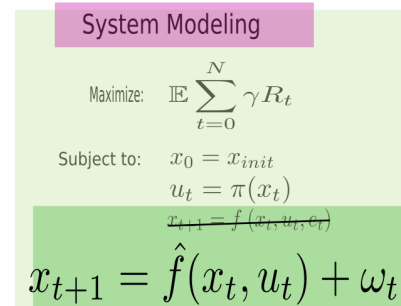 System Modeling
Maximize: 𝔼 ∑_{t=0}^{N} γR_t
Subject to: x_0 = x_{init}
u_t = π(x_t)
x_{t+1} = f (x_t, u_t, e_t)
x_{t+1} = f̂(x_t, u_t) + ω_t